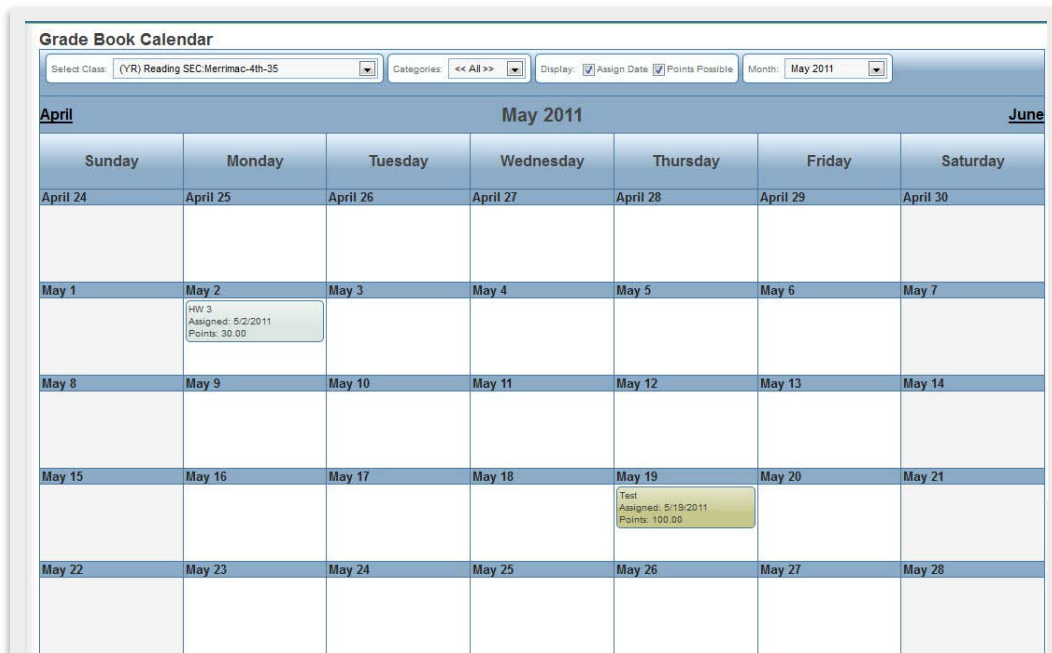 Grade Book Calendar
Select Class: (YR) Reading SEC:Merrimac-4th-35 Categories: << All >> Display: Assign Date Points Possible Month: May 2011
April May 2011 June
Sunday Monday Tuesday Wednesday Thursday Friday Saturday
April 24 April 25 April 26 April 27 April 28 April 29 April 30
May 1 May 2 May 3 May 4 May 5 May 6 May 7
HW 3
Assigned: 5/2/2011
Points: 30.00
May 8 May 9 May 10 May 11 May 12 May 13 May 14
May 15 May 16 May 17 May 18 May 19 May 20 May 21
Test
Assigned: 5/19/2011
Points: 100.00
May 22 May 23 May 24 May 25 May 26 May 27 May 28